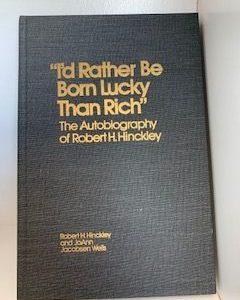 "I'd Rather Be
Born Lucky
Than Rich"
The Autobiography
of Robert H. Hinckley
Robert H. Hinckley
and JoAnn
Jacobsen Wells